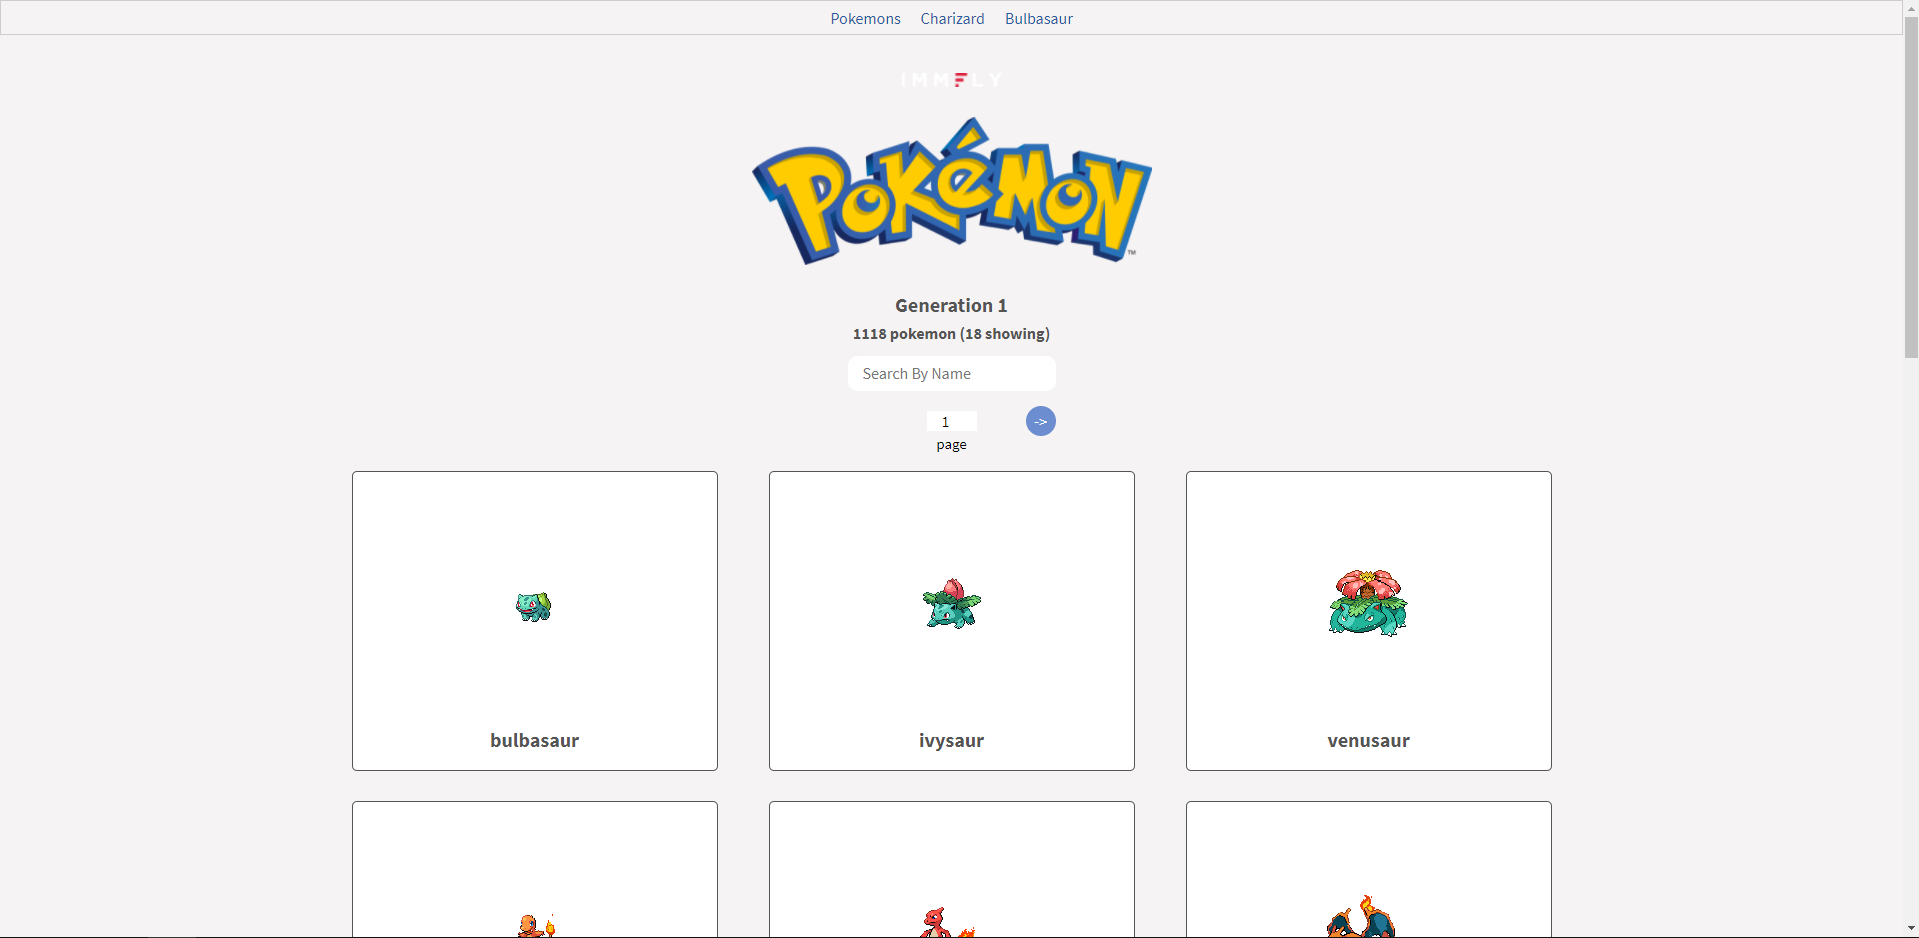 Pokemons Charizard Bulbasaur
IMMFLY
POKéMON
TM
Generation 1
1118 pokemon (18 showing)
Search By Name
1 ->
page
bulbasaur ivysaur venusaur